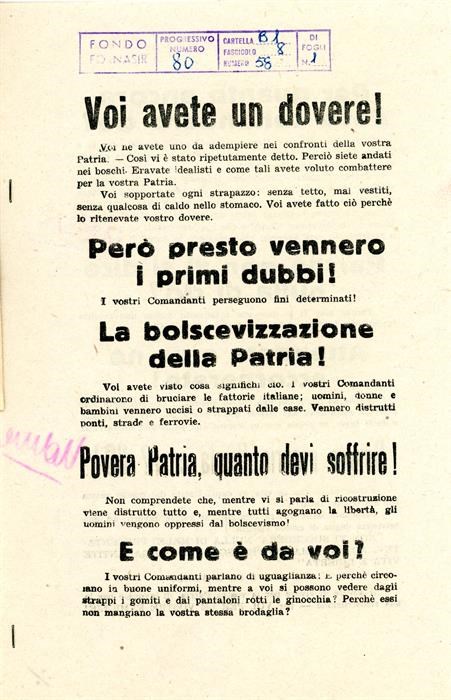 FONDO
FORNASIR
PROGRESSIVO
NUMERO
80
CARTELLA B1
FASCICOLO 8
NUMERO 58
DI
FOGLI
N. 1
Voi avete un dovere!
Voi ne avete uno da adempiere nei confronti della vostra
Patria. — Così vi è stato ripetutamente detto. Perciò siete andati
nei boschi. Eravate idealisti e come tali avete voluto combattere
per la vostra Patria.
Voi sopportate ogni strapazzo: senza tetto, mai vestiti,
senza qualcosa di caldo nello stomaco. Voi avete fatto ciò perchè
lo ritenevate vostro dovere.
Però presto vennero
i primi dubbi!
I vostri Comandanti perseguono fini determinati!
La bolscevizzazione
della Patria!
Voi avete visto cosa significhi ciò. I vostri Comandanti
ordinarono di bruciare le fattorie italiane; uomini, donne e
bambini vennero uccisi o strappati dalle case. Vennero distrutti
ponti, strade e ferrovie.
Povera Patria, quanto devi soffrire!
Non comprendete che, mentre vi si parla di ricostruzione
viene distrutto tutto e, mentre tutti agognano la libertà, gli
uomini vengono oppressi dal bolscevismo!
E come è da voi?
I vostri Comandanti parlano di uguaglianza! E perchè circo-
lano in buone uniformi, mentre a voi si possono vedere dagli
strappi i gomiti e dai pantaloni rotti le ginocchia? Perchè essi
non mangiano la vostra stessa brodaglia?